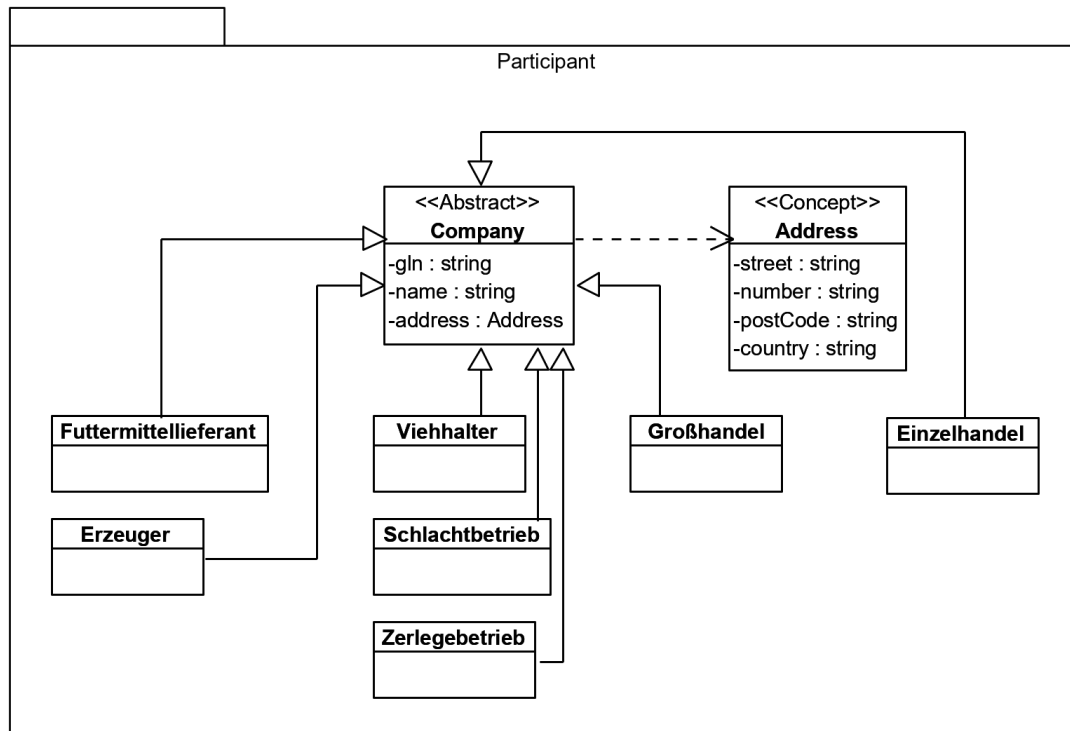 Participant
<<Abstract>>
Company
-gln : string
-name : string
-address : Address
<<Concept>>
Address
-street : string
-number : string
-postCode : string
-country : string
Futtermittellieferant
Viehhalter
Großhandel
Einzelhandel
Erzeuger
Schlachtbetrieb
Zerlegebetrieb